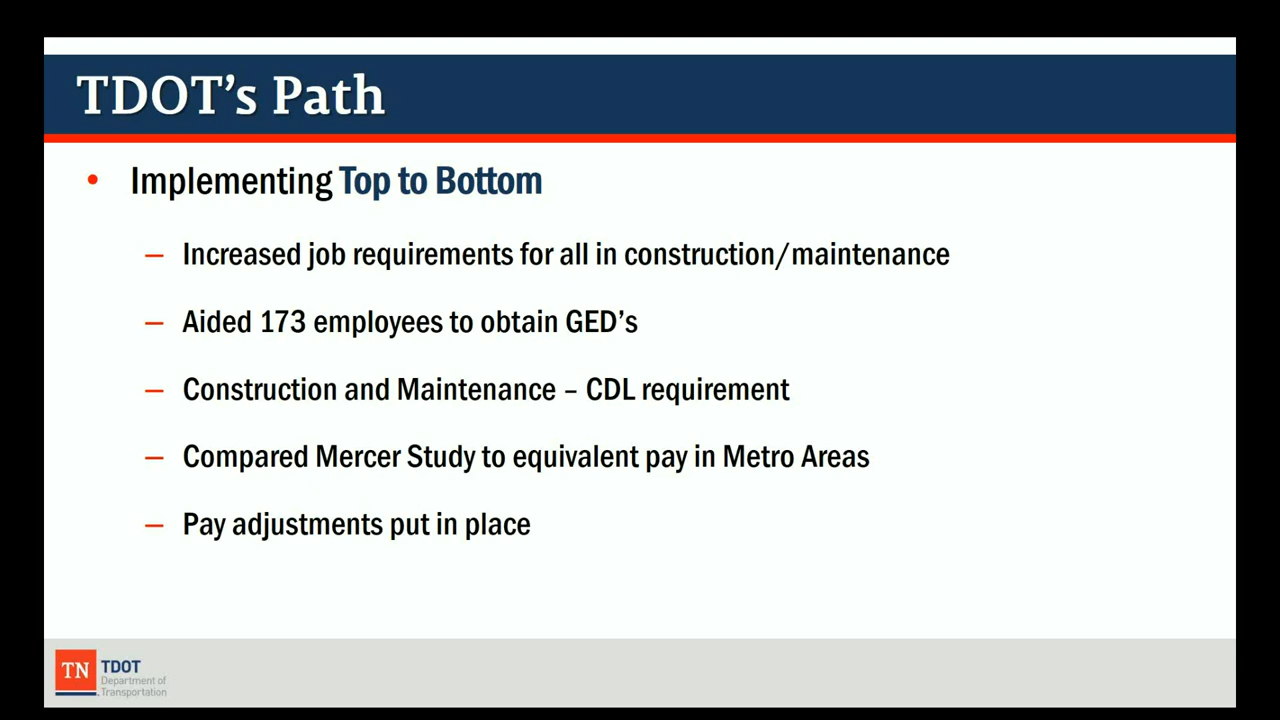 TDOT's Path
• Implementing Top to Bottom
– Increased job requirements for all in construction/maintenance
– Aided 173 employees to obtain GED's
– Construction and Maintenance – CDL requirement
– Compared Mercer Study to equivalent pay in Metro Areas
– Pay adjustments put in place
TN
TDOT
Department of
Transportation